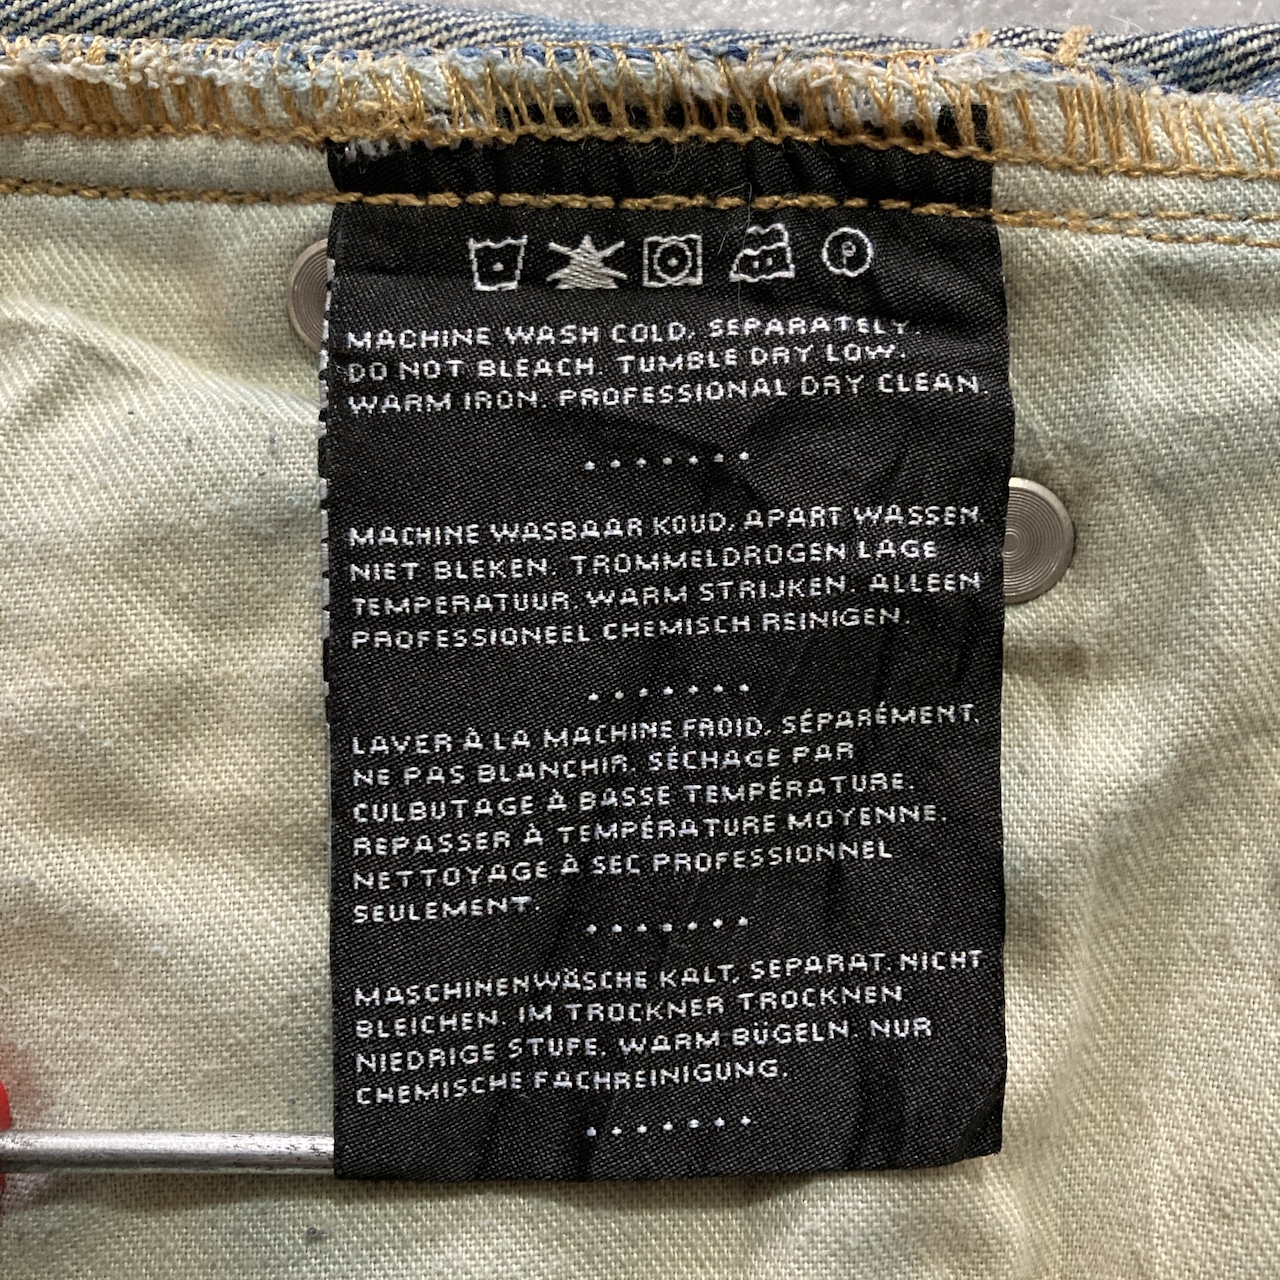 P
MACHINE WASH COLD, SEPARATELY.
DO NOT BLEACH. TUMBLE DRY LOW.
WARM IRON. PROFESSIONAL DRY CLEAN.
MACHINE WASBAAR KOUD, APART WASSEN.
NIET BLEKEN. TROMMELDROGEN LAGE
TEMPERATUUR. WARM STRIJKEN. ALLEEN
PROFESSIONEEL CHEMISCH REINIGEN.
LAVER À LA MACHINE FROID, SÉPARÉMENT.
NE PAS BLANCHIR. SÉCHAGE PAR
CULBUTAGE À BASSE TEMPÉRATURE.
REPASSER À TEMPÉRATURE MOYENNE.
NETTOYAGE À SEC PROFESSIONNEL
SEULEMENT.
MASCHINENWÄSCHE KALT, SEPARAT. NICHT
BLEICHEN. IM TROCKNER TROCKNEN
NIEDRIGE STUFE. WARM BÜGELN. NUR
CHEMISCHE FACHREINIGUNG.